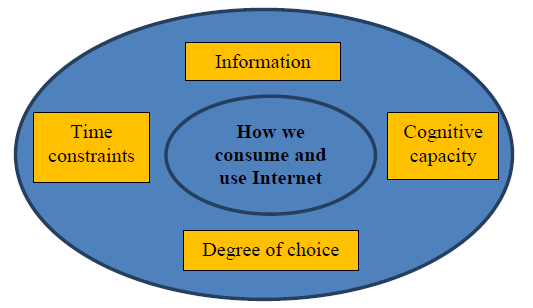 Information
Time
constraints
How we
consume and
use Internet
Cognitive
capacity
Degree of choice